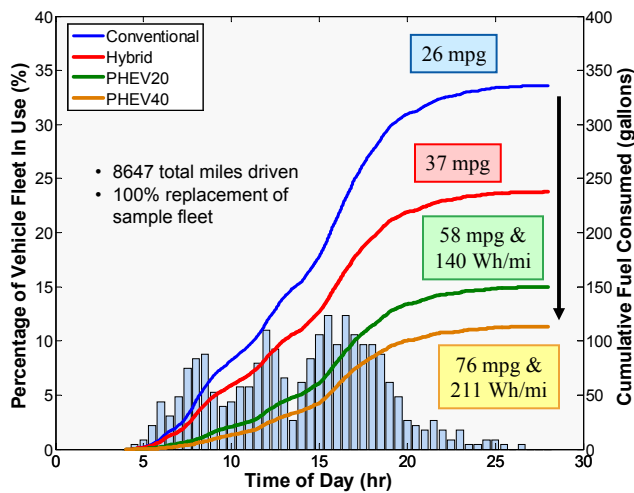 40
35
30
25
20
15
10
5
0
Percentage of Vehicle Fleet In Use (%)
Conventional
Hybrid
PHEV20
PHEV40
• 8647 total miles driven
• 100% replacement of
sample fleet
26 mpg
37 mpg
58 mpg &
140 Wh/mi
76 mpg &
211 Wh/mi
400
350
300
250
200
150
100
50
0
Cumulative Fuel Consumed (gallons)
0 5 10 15 20 25 30
Time of Day (hr)